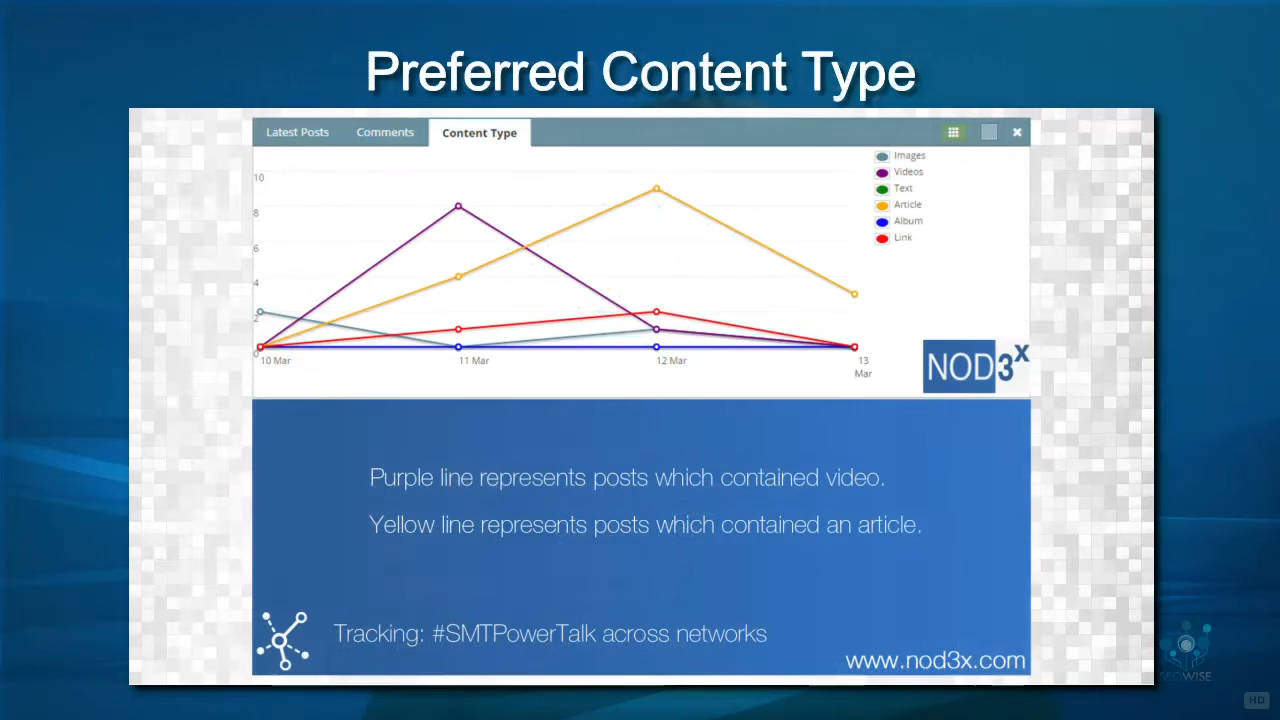 Preferred Content Type
Latest Posts
Comments
Content Type
10
8
6
4
2
0
10 Mar
11 Mar
12 Mar
13
Mar
Images
Videos
Text
Article
Album
Link
NOD3x
Purple line represents posts which contained video.
Yellow line represents posts which contained an article.
Tracking: #SMTPowerTalk across networks
www.nod3x.com
SEOWISE
HD